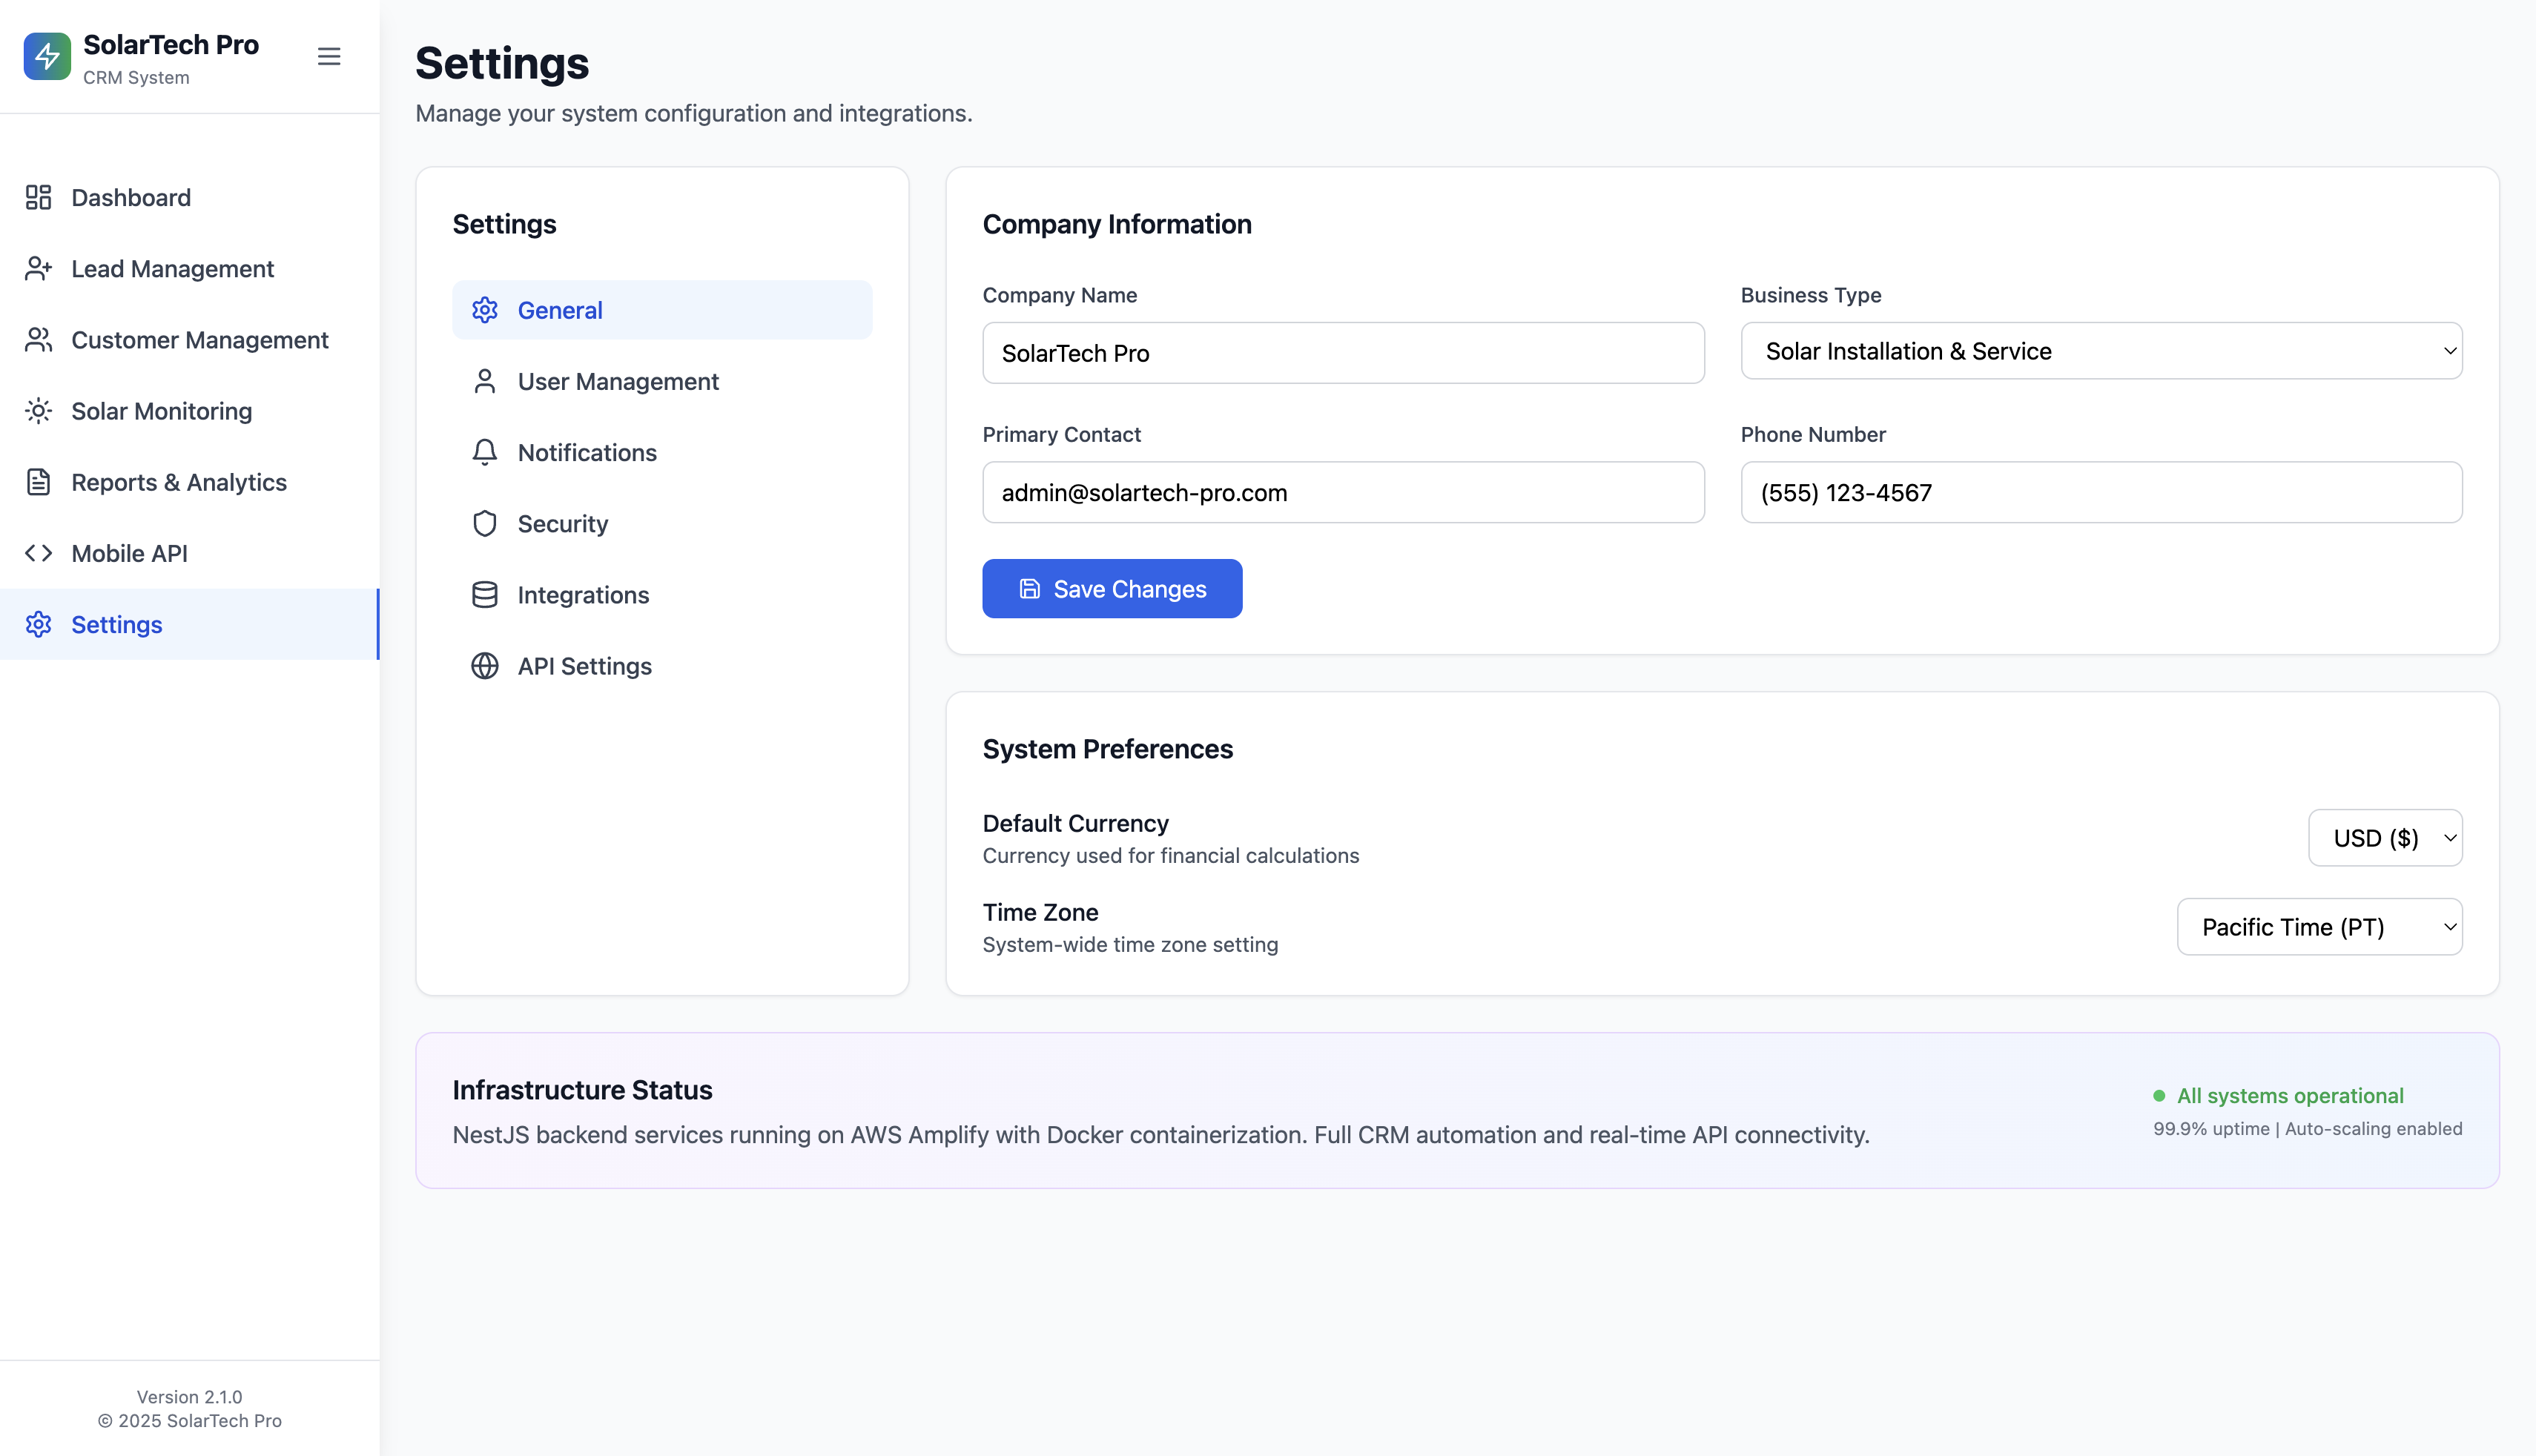 SolarTech Pro
CRM System
Dashboard
Lead Management
Customer Management
Solar Monitoring
Reports & Analytics
Mobile API
Settings
Version 2.1.0
© 2025 SolarTech Pro
Settings
Manage your system configuration and integrations.
Settings
General
User Management
Notifications
Security
Integrations
API Settings
Company Information
Company Name
SolarTech Pro
Business Type
Solar Installation & Service
Primary Contact
admin@solartech-pro.com
Phone Number
(555) 123-4567
Save Changes
System Preferences
Default Currency
Currency used for financial calculations
USD ($)
Time Zone
System-wide time zone setting
Pacific Time (PT)
Infrastructure Status
NestJS backend services running on AWS Amplify with Docker containerization. Full CRM automation and real-time API connectivity.
All systems operational
99.9% uptime | Auto-scaling enabled